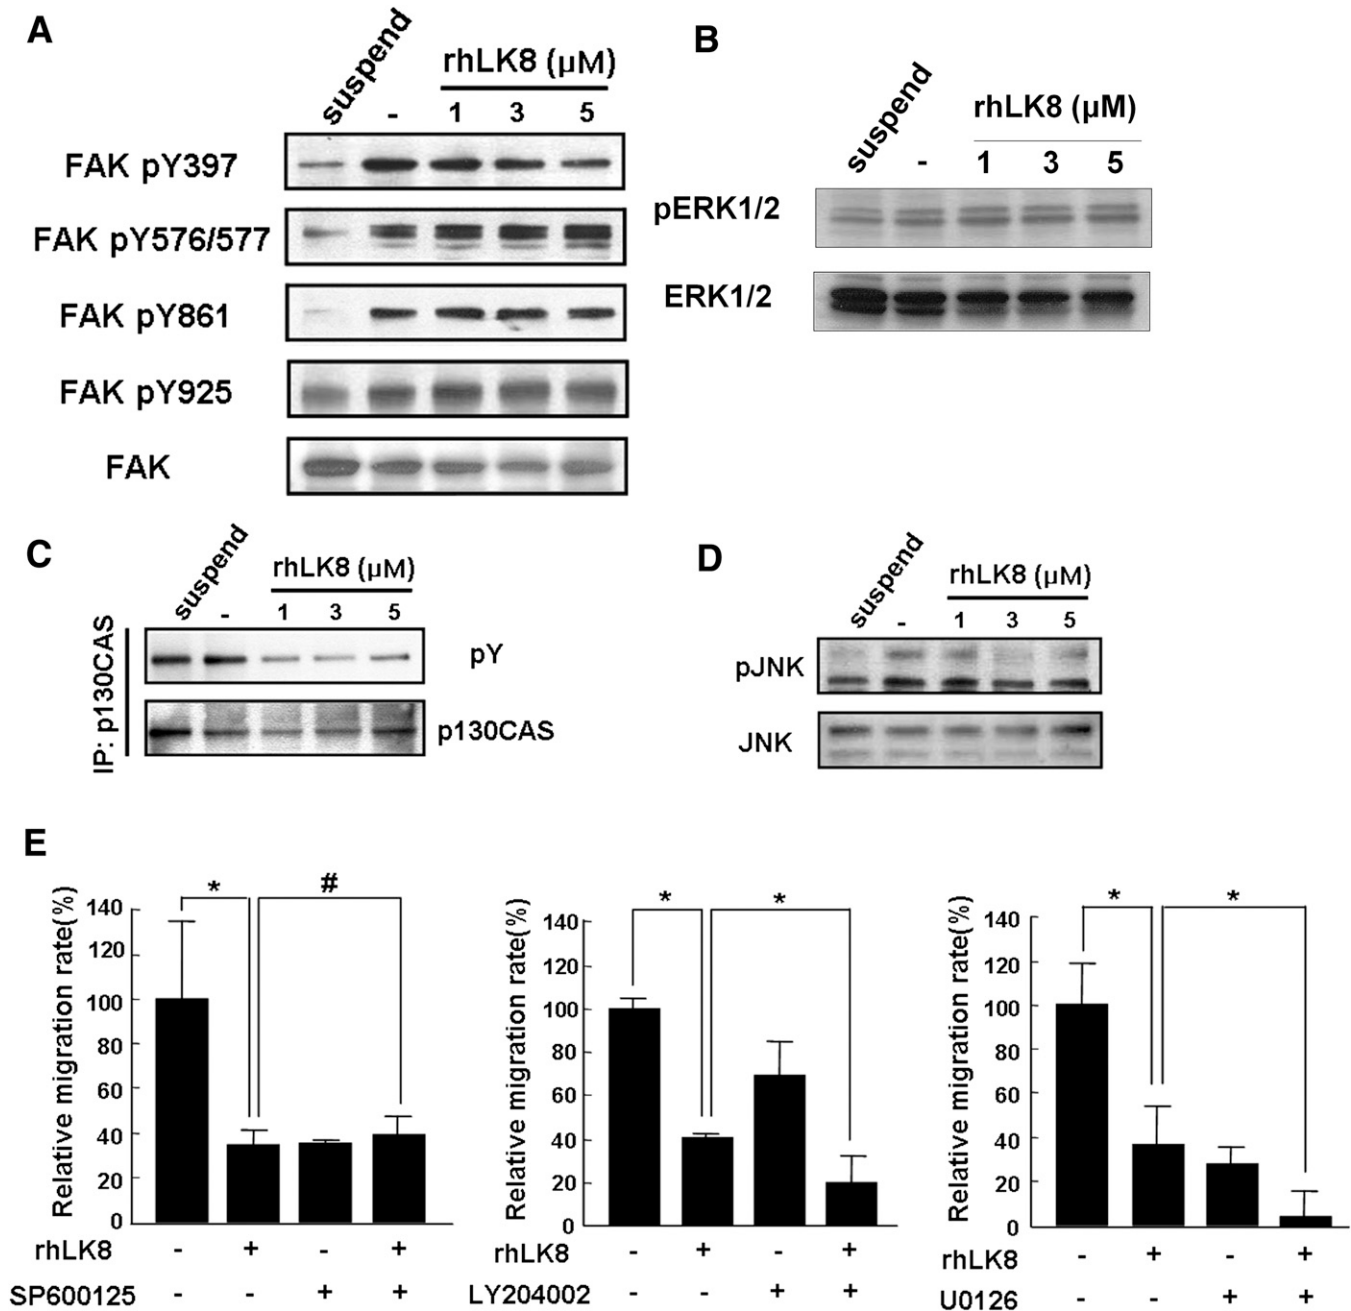 A
suspend
rhLK8 (μM)
- 1 3 5
FAK pY397
FAK pY576/577
FAK pY861
FAK pY925
FAK
B
suspend
rhLK8 (μM)
- 1 3 5
pERK1/2
ERK1/2
C
suspend
rhLK8 (μM)
- 1 3 5
IP: p130CAS
pY
p130CAS
D
suspend
rhLK8 (μM)
- 1 3 5
pJNK
JNK
E
Relative migration rate(%)
140
120
100
80
60
40
20
0
* #
rhLK8 - + - +
SP600125 - - + +
Relative migration rate(%)
140
120
100
80
60
40
20
0
* *
rhLK8 - + - +
LY204002 - - + +
Relative migration rate(%)
140
120
100
80
60
40
20
0
* *
rhLK8 - + - +
U0126 - - + +